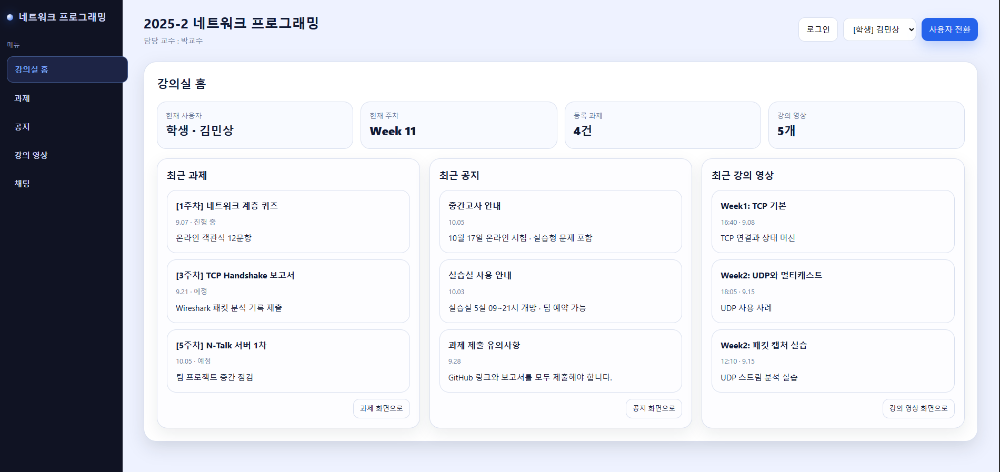 네트워크 프로그래밍
메뉴
강의실 홈
과제
공지
강의 영상
채팅
2025-2 네트워크 프로그래밍
담당 교수 : 박교수
로그인
[학생] 김민상
사용자 전환
강의실 홈
현재 사용자
학생 · 김민상
현재 주차
Week 11
등록 과제
4건
강의 영상
5개
최근 과제
[1주차] 네트워크 계층 퀴즈
9.07 · 진행 중
온라인 객관식 12문항
[3주차] TCP Handshake 보고서
9.21 · 예정
Wireshark 패킷 분석 기록 제출
[5주차] N-Talk 서버 1차
10.05 · 예정
팀 프로젝트 중간 점검
과제 화면으로
최근 공지
중간고사 안내
10.05
10월 17일 온라인 시험 · 실습형 문제 포함
실습실 사용 안내
10.03
실습실 5실 09~21시 개방 · 팀 예약 가능
과제 제출 유의사항
9.28
GitHub 링크와 보고서를 모두 제출해야 합니다.
공지 화면으로
최근 강의 영상
Week1: TCP 기본
16:40 · 9.08
TCP 연결과 상태 머신
Week2: UDP와 멀티캐스트
18:05 · 9.15
UDP 사용 사례
Week2: 패킷 캡처 실습
12:10 · 9.15
UDP 스트림 분석 실습
강의 영상 화면으로